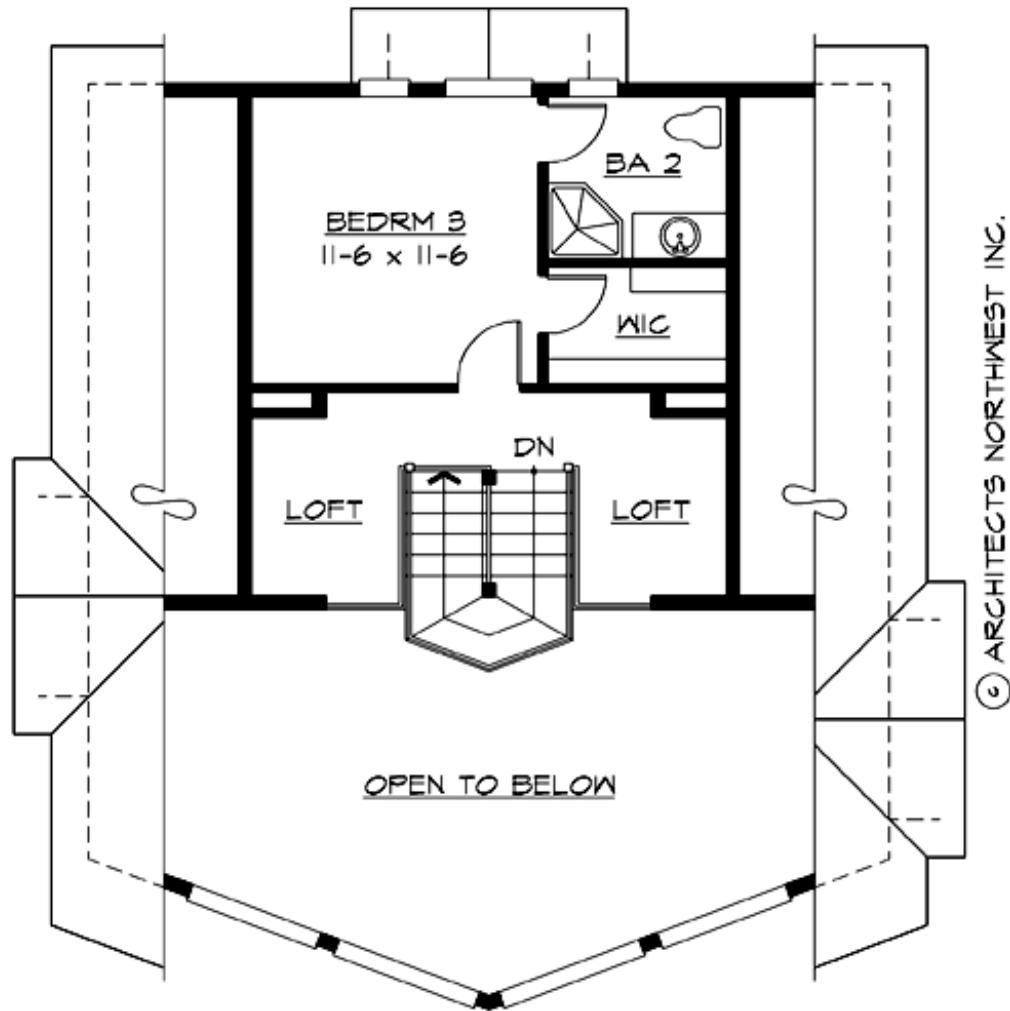 BA 2
BEDRM 3
11-6 x 11-6
WIC
DN
LOFT
LOFT
OPEN TO BELOW
© ARCHITECTS NORTHWEST INC.